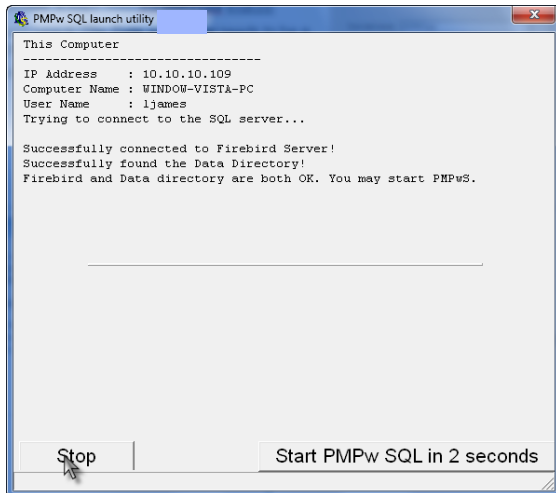 PMPw SQL launch utility
This Computer
-------------------------------
IP Address    : 10.10.10.109
Computer Name : WINDOW-VISTA-PC
User Name     : ljames
Trying to connect to the SQL server...
Successfully connected to Firebird Server!
Successfully found the Data Directory!
Firebird and Data directory are both OK. You may start PMPwS.
Stop
Start PMPw SQL in 2 seconds